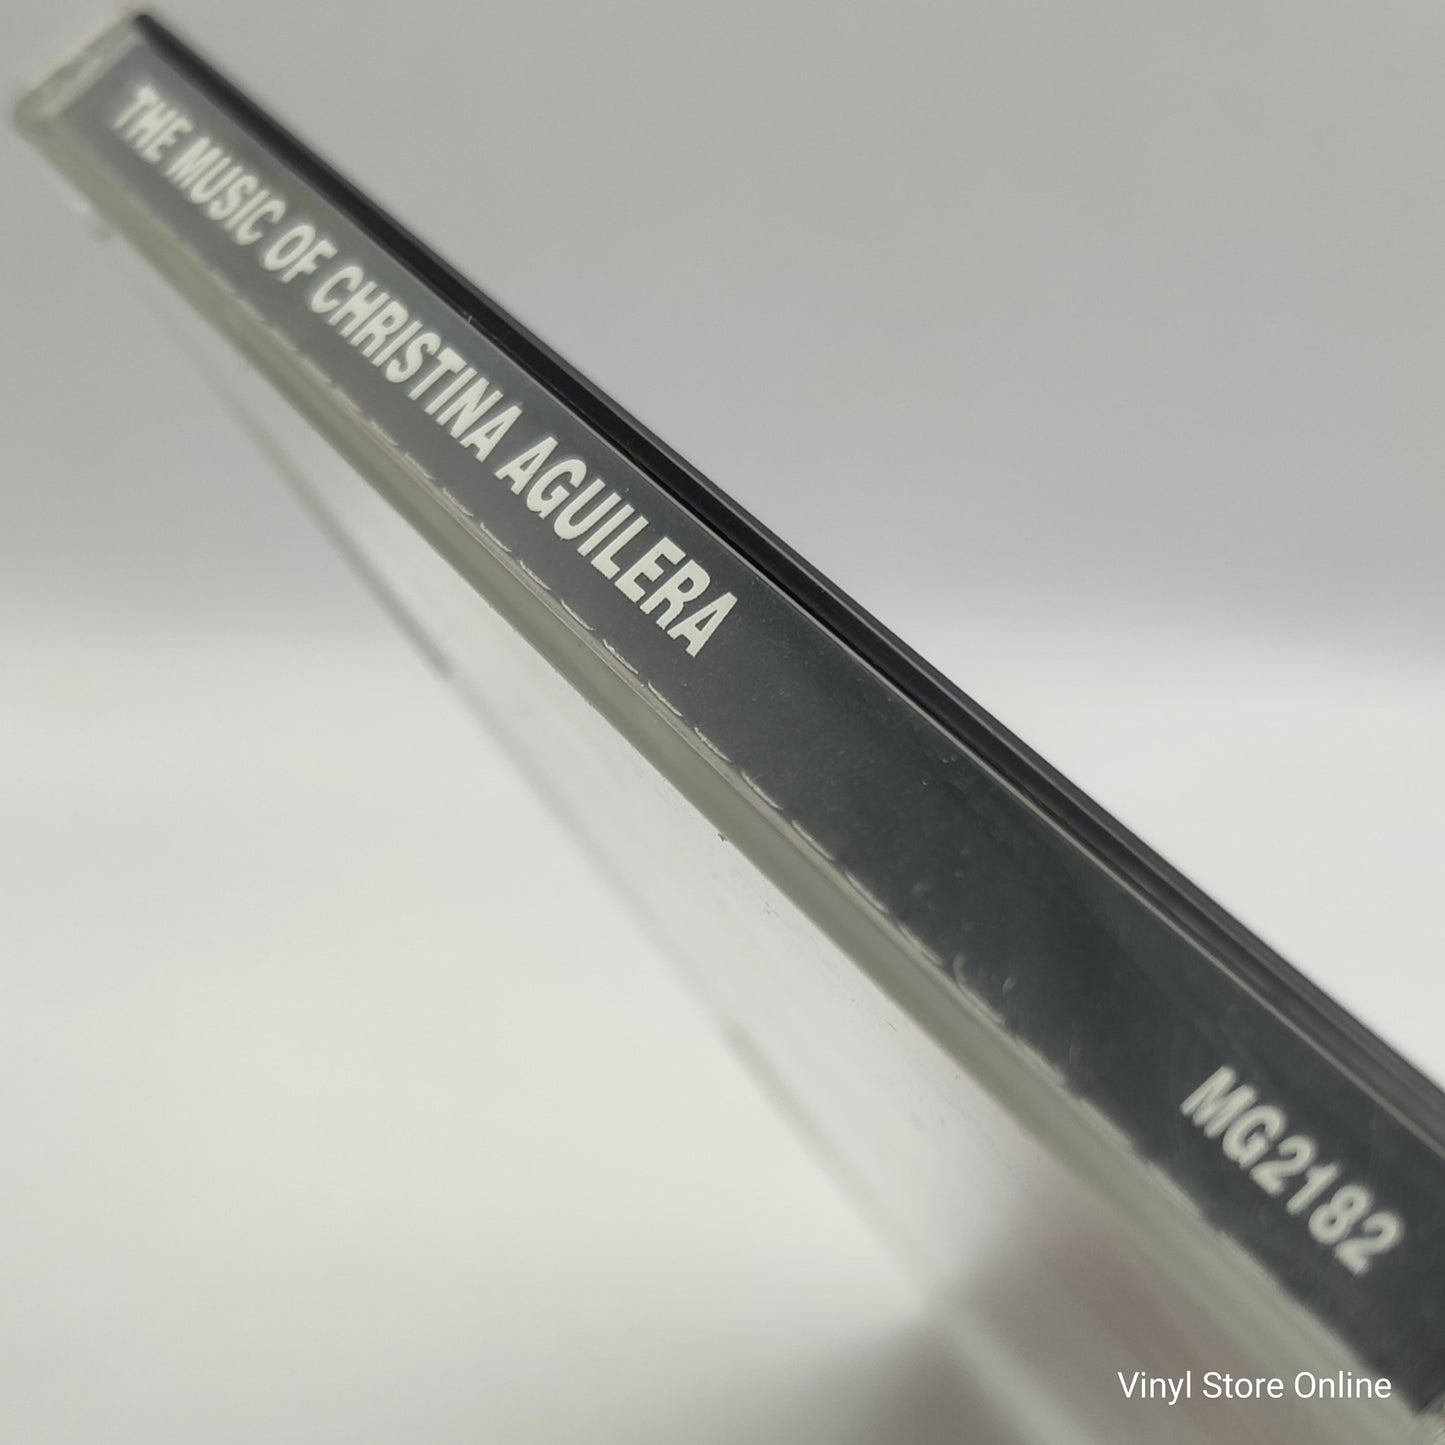 THE MUSIC OF CHRISTINA AGUILERA
MG2182
Vinyl Store Online